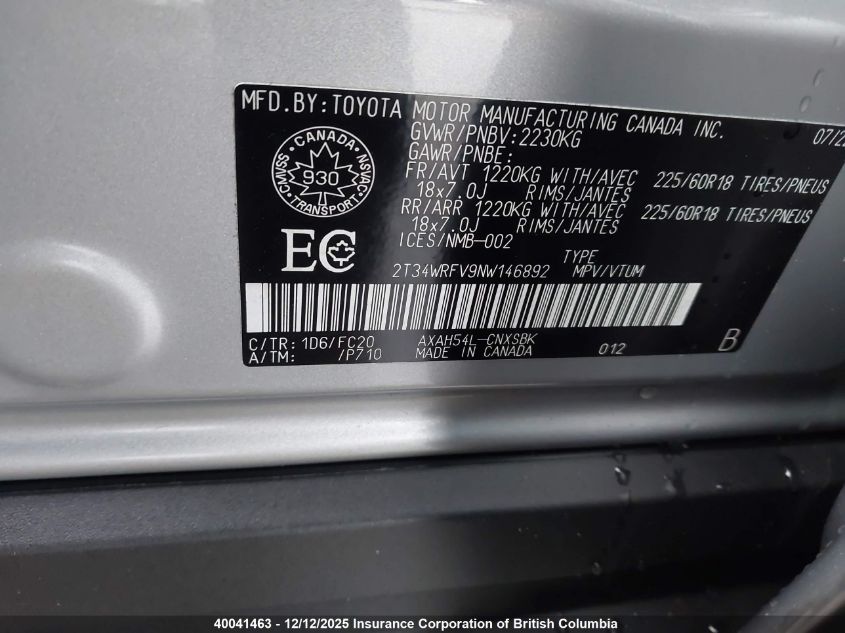 MFD.BY:TOYOTA MOTOR MANUFACTURING CANADA INC. 07/22
GVWR/PNBV:2230KG
GAWR/PNBE:
FR/AVT 1220KG WITH/AVEC 225/60R18 TIRES/PNEUS
18x7.0J RIMS/JANTES
RR/ARR 1220KG WITH/AVEC 225/60R18 TIRES/PNEUS
18x7.0J RIMS/JANTES
ICES/NMB-002
CANADA
CMVSS
930
NSVAC
TRANSPORT
EC
TYPE
2T34WRFV9NW146892 MPV/VTUM
C/TR: 1D6/FC20 AXAH54L-CNXSBK
A/TM: /P710 MADE IN CANADA 012 B
40041463 - 12/12/2025 Insurance Corporation of British Columbia